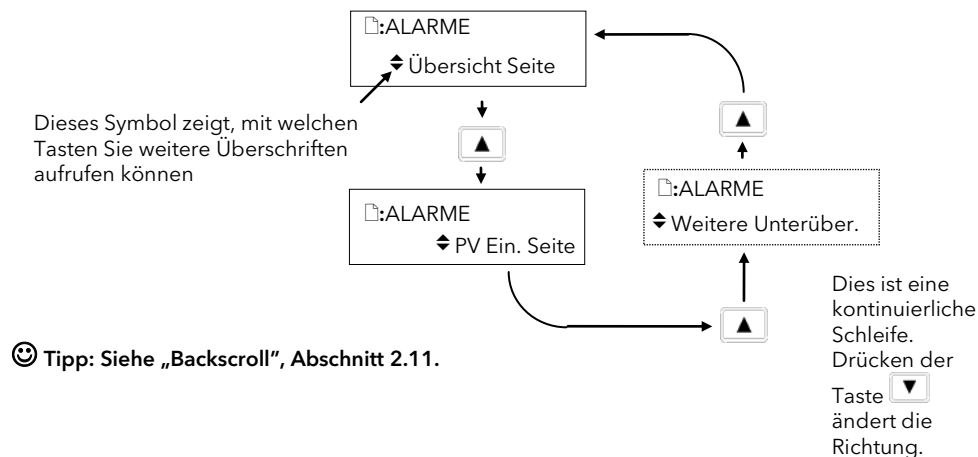 :ALARME
Übersicht Seite
Dieses Symbol zeigt, mit welchen
Tasten Sie weitere Überschriften
aufrufen können
:ALARME
PV Ein. Seite
:ALARME
Weitere Unterüber.
Dies ist eine
kontinuierliche
Schleife.
Drücken der
Taste ▼
ändert die
Richtung.
☺ Tipp: Siehe „Backscroll”, Abschnitt 2.11.